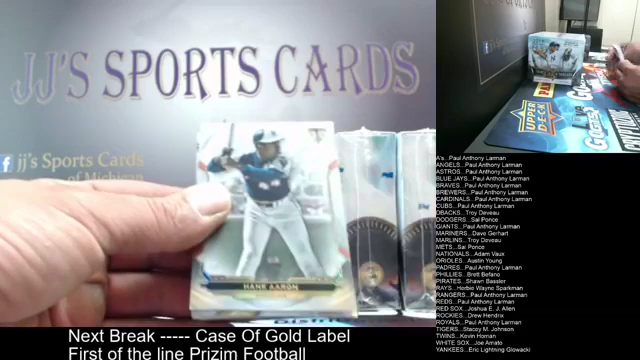 JJ'S SPORTS CARDS
f jj's Sports Cards
of Michigan
HANK AARON
Next Break ----- Case Of Gold Label
First of the line Prizim Football
UPPER DECK
A's...Paul Anthony Larman
ANGELS...Paul Anthony Larman
ASTROS...Paul Anthony Larman
BLUE JAYS...Paul Anthony Larman
BRAVES...Paul Anthony Larman
BREWERS...Paul Anthony Larman
CARDINALS...Paul Anthony Larman
CUBS...Paul Anthony Larman
DBACKS...Troy Deveau
DODGERS...Sal Ponce
GIANTS...Paul Anthony Larman
MARINERS...Dave Gerhart
MARLINS...Troy Deveau
METS...Sal Ponce
NATIONALS...Adam Vaux
ORIOLES...Austin Young
PADRES...Paul Anthony Larman
PHILLIES...Brett Befano
PIRATES...Shawn Bassler
RAYS...Herbie Wayne Sparkman
RANGERS...Paul Anthony Larman
REDS...Paul Anthony Larman
RED SOX...Joshua E. J. Allen
ROCKIES...Drew Hendrix
ROYALS...Paul Anthony Larman
TIGERS...Stacey M. Johnson
TWINS...Kevin Homan
WHITE SOX...Joe Amato
YANKEES...Eric Lightning Glowacki